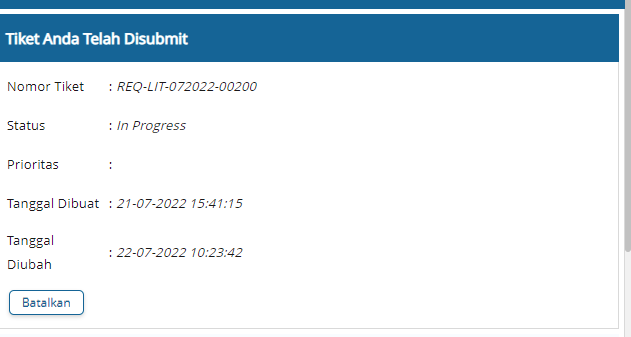 Tiket Anda Telah Disubmit
Nomor Tiket : REQ-LIT-072022-00200
Status : In Progress
Prioritas :
Tanggal Dibuat : 21-07-2022 15:41:15
Tanggal
Diubah : 22-07-2022 10:23:42
Batalkan